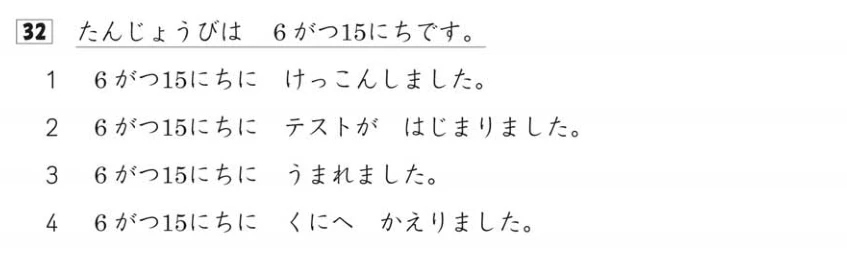 32 たんじょうびは 6がつ15にちです。
1 6がつ15にちに けっこんしました。
2 6がつ15にちに テストが はじまりました。
3 6がつ15にちに うまれました。
4 6がつ15にちに くにへ かえりました。